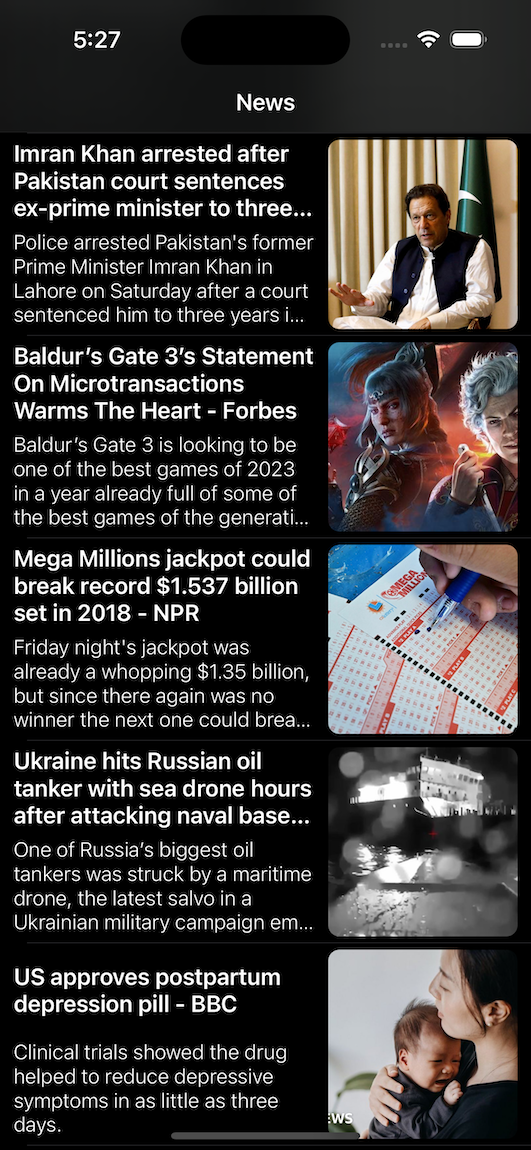 5:27
News
Imran Khan arrested after
Pakistan court sentences
ex-prime minister to three...
Police arrested Pakistan's former
Prime Minister Imran Khan in
Lahore on Saturday after a court
sentenced him to three years i...
Baldur’s Gate 3’s Statement
On Microtransactions
Warms The Heart - Forbes
Baldur’s Gate 3 is looking to be
one of the best games of 2023
in a year already full of some of
the best games of the generati...
Mega Millions jackpot could
break record $1.537 billion
set in 2018 - NPR
Friday night's jackpot was
already a whopping $1.35 billion,
but since there again was no
winner the next one could brea...
MEGA
MILLIO
Ukraine hits Russian oil
tanker with sea drone hours
after attacking naval base...
One of Russia’s biggest oil
tankers was struck by a maritime
drone, the latest salvo in a
Ukrainian military campaign em...
US approves postpartum
depression pill - BBC
Clinical trials showed the drug
helped to reduce depressive
symptoms in as little as three
days.
EWS